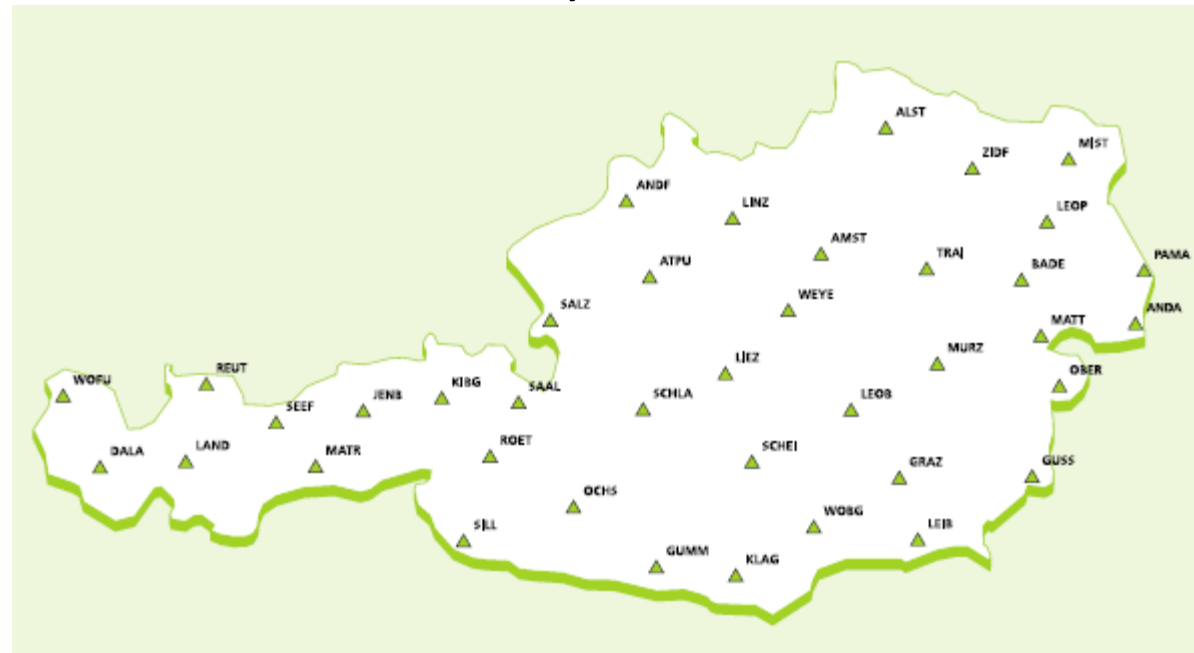 ALST
MIST
ZIDF
ANDF
LINZ
LEOP
AMST
TRAI
PAMA
ATPU
BADE
WEYE
SALZ
ANDA
MATT
LIEZ
MURZ
REUT
OBER
WOFU
KIBG
SAAL
JENB
SCHLA
LEOB
SEEF
ROET
LAND
MATR
SCHEI
DALA
GRAZ
GUSS
OCHS
WOBG
SILL
LEIB
GUMM
KLAG